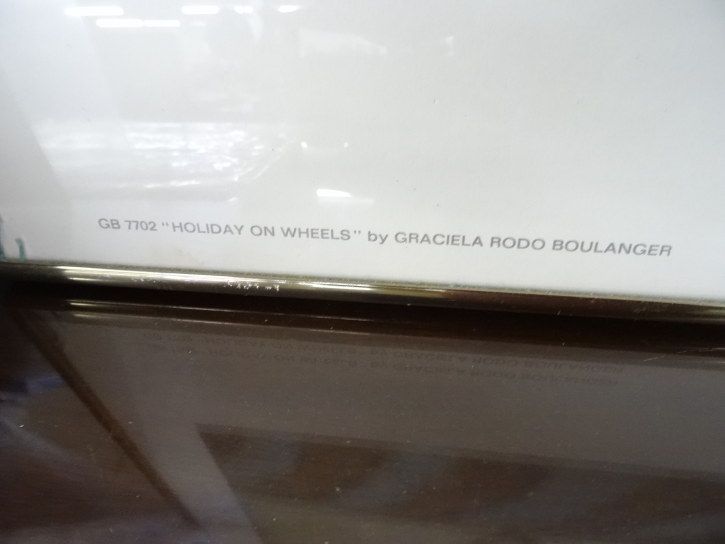 GB 7702 "HOLIDAY ON WHEELS" by GRACIELA RODO BOULANGER